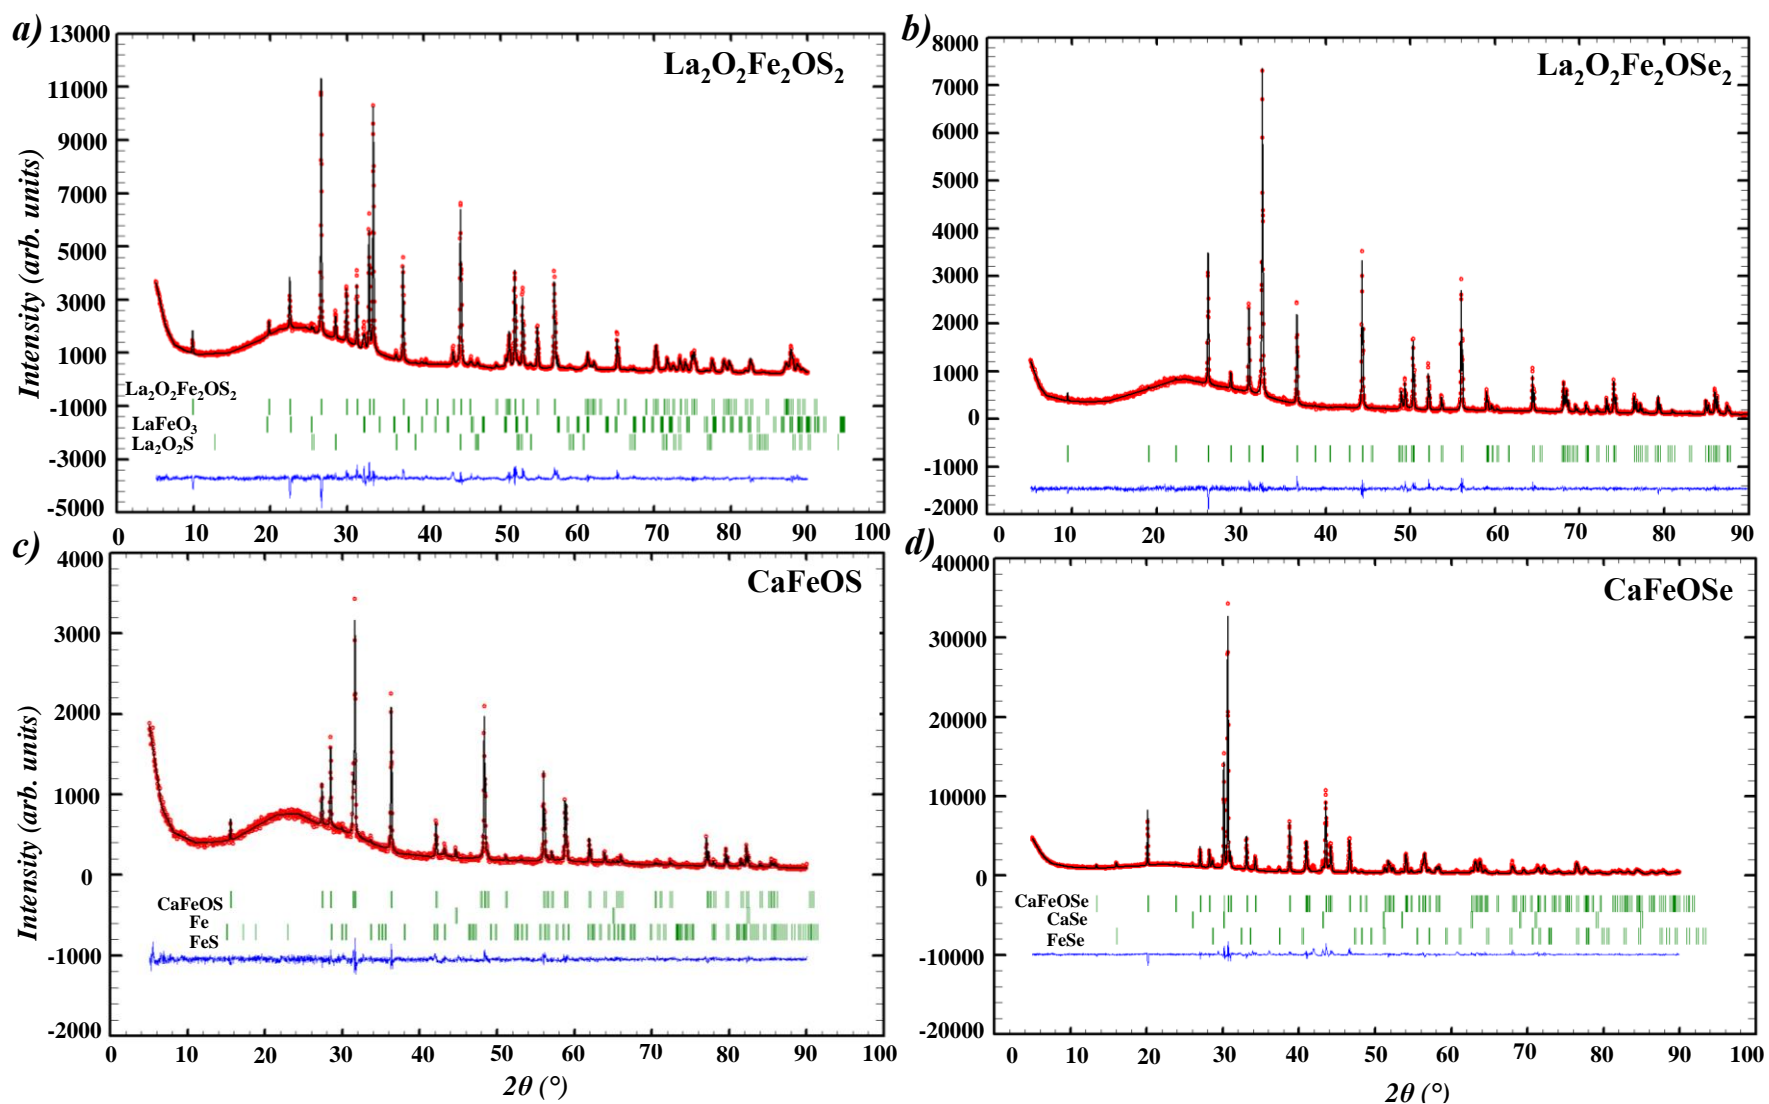 a)
La₂O₂Fe₂OS₂
13000
11000
9000
7000
5000
3000
1000
-1000
-3000
-5000
Intensity (arb. units)
La₂O₂Fe₂OS₂
LaFeO₃
La₂O₂S
0 10 20 30 40 50 60 70 80 90 100
b)
La₂O₂Fe₂OSe₂
8000
7000
6000
5000
4000
3000
2000
1000
0
-1000
-2000
0 10 20 30 40 50 60 70 80 90
c)
CaFeOS
4000
3000
2000
1000
0
-1000
-2000
Intensity (arb. units)
CaFeOS
Fe
FeS
0 10 20 30 40 50 60 70 80 90 100
2θ (°)
d)
CaFeOSe
40000
30000
20000
10000
0
-10000
-20000
CaFeOSe
CaSe
FeSe
0 10 20 30 40 50 60 70 80 90 100
2θ (°)